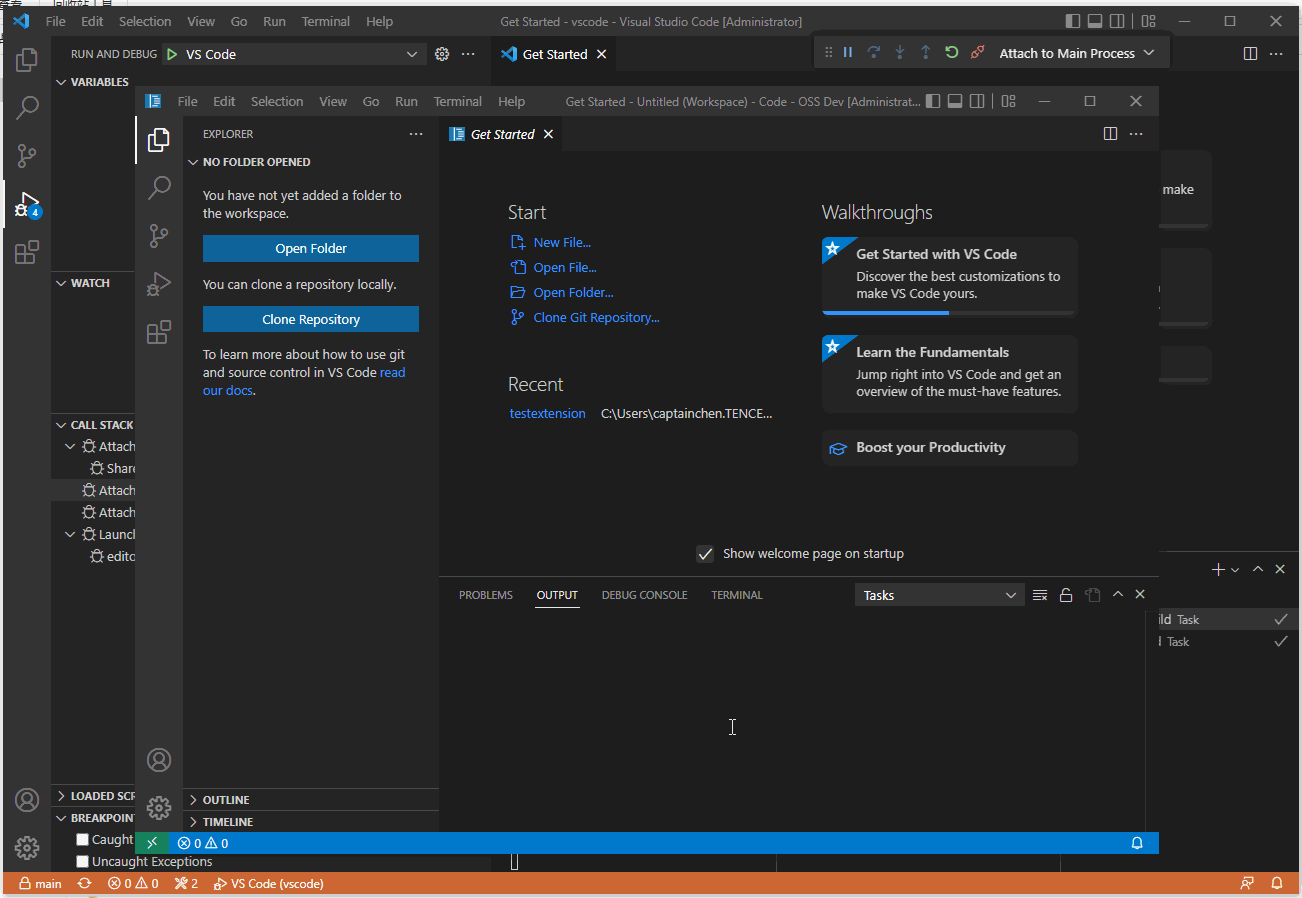 File Edit Selection View Go Run Terminal Help
Get Started - vscode - Visual Studio Code [Administrator]
RUN AND DEBUG VS Code
Get Started
Attach to Main Process
VARIABLES
File Edit Selection View Go Run Terminal Help
Get Started - Untitled (Workspace) - Code - OSS Dev [Administrat...
EXPLORER
Get Started
NO FOLDER OPENED
You have not yet added a folder to
the workspace.
Open Folder
You can clone a repository locally.
Clone Repository
To learn more about how to use git
and source control in VS Code read
our docs.
Start
New File...
Open File...
Open Folder...
Clone Git Repository...
Recent
testextension C:\Users\captainchen.TENCE...
Walkthroughs
Get Started with VS Code
Discover the best customizations to
make VS Code yours.
Learn the Fundamentals
Jump right into VS Code and get an
overview of the must-have features.
Boost your Productivity
Show welcome page on startup
PROBLEMS OUTPUT DEBUG CONSOLE TERMINAL
Tasks
OUTLINE
TIMELINE
0 0
make
4
WATCH
CALL STACK
Attach
Share
Attach
Attach
Launch
edito
ild Task
Task
LOADED SCR
BREAKPOIN
Caught
Uncaught Exceptions
main 0 0 2 VS Code (vscode)